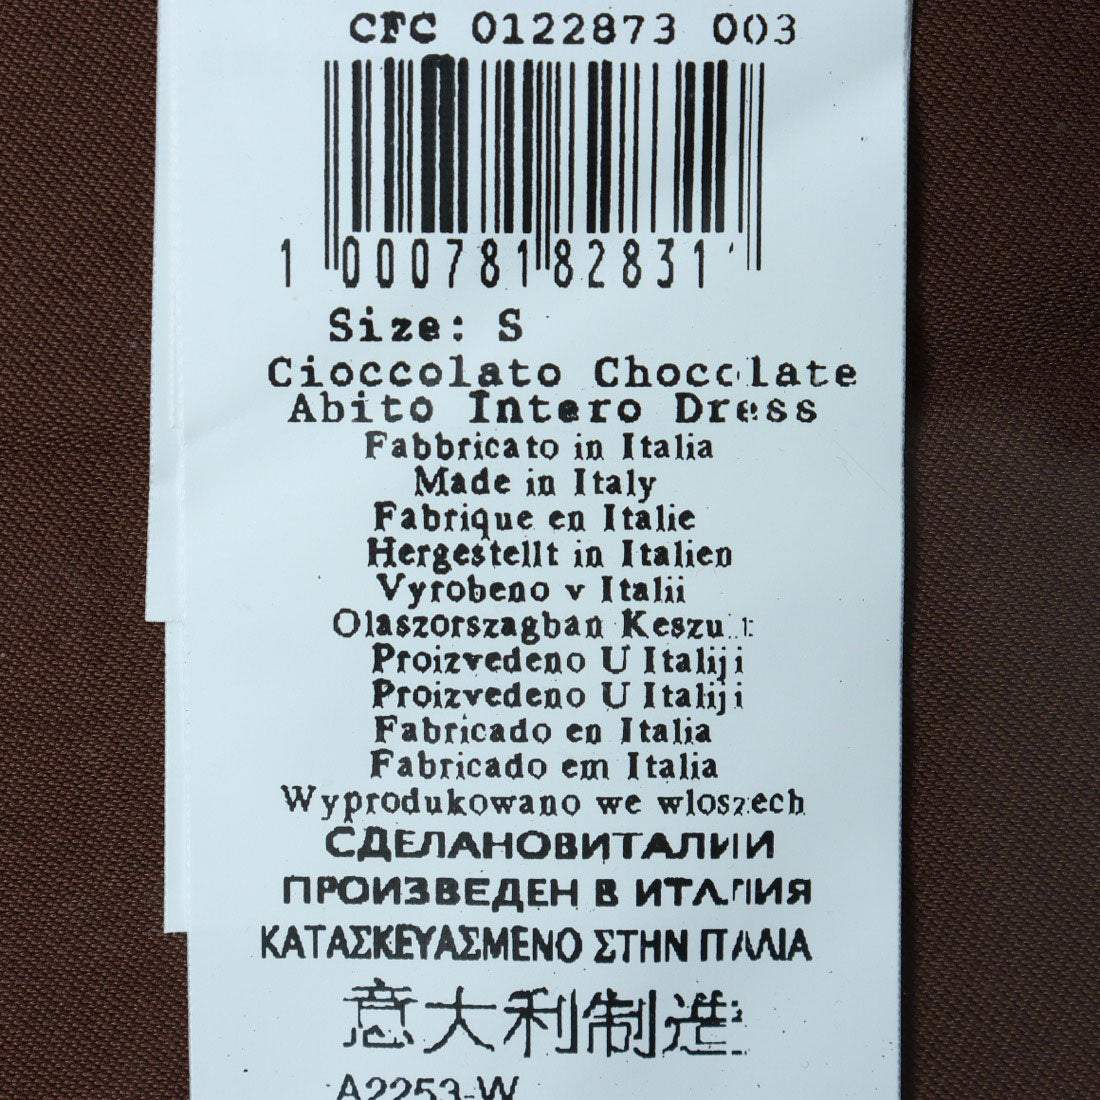 CFC 0122873 003
1 000781 82831
Size: S
Cioccolato Chocclate
Abito Intero Dress
Fabbricato in Italia
Made in Italy
Fabrique en Italie
Hergestellt in Italien
Vyrobeno v Italii
Olaszorszagban
Proizvedeno U Italiji
Proizvedeno U Italiji
Fabricado en Italia
Fabricado em Italia
Wyprodukowano we wloszech
СДЕЛАНОВИТАЛИИ
ПРОИЗВЕДЕН В ИТАЛИЯ
ΚΑΤΑΣΚΕΥΑΣΜΕΝΟ ΣΤΗΝ ΙΤΑΛΙΑ
意大利制造
A2253-W